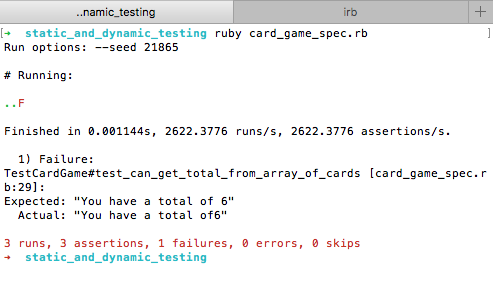 ..namic_testing irb +
[→ static_and_dynamic_testing ruby card_game_spec.rb ]
Run options: --seed 21865
# Running:
..F
Finished in 0.001144s, 2622.3776 runs/s, 2622.3776 assertions/s.
1) Failure:
TestCardGame#test_can_get_total_from_array_of_cards [card_game_spec.r
b:29]:
Expected: "You have a total of 6"
Actual: "You have a total of6"
3 runs, 3 assertions, 1 failures, 0 errors, 0 skips
→ static_and_dynamic_testing